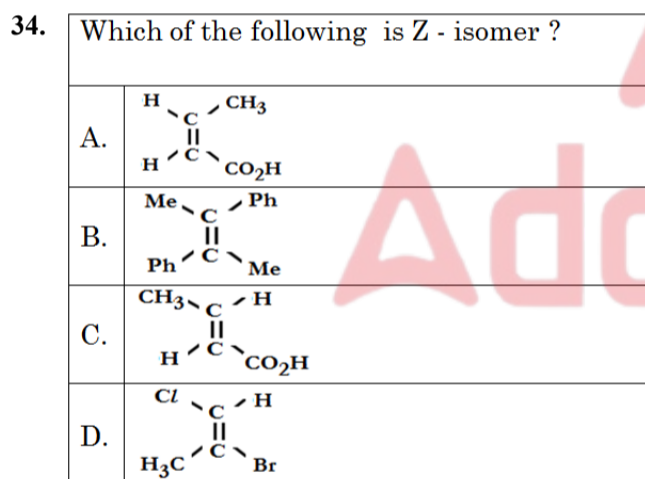 34. Which of the following is Z - isomer ?
A.
H CH3
C
C
H CO2H
B.
Me Ph
C
C
Ph Me
C.
CH3 H
C
C
H CO2H
D.
Cl H
C
C
H3C Br